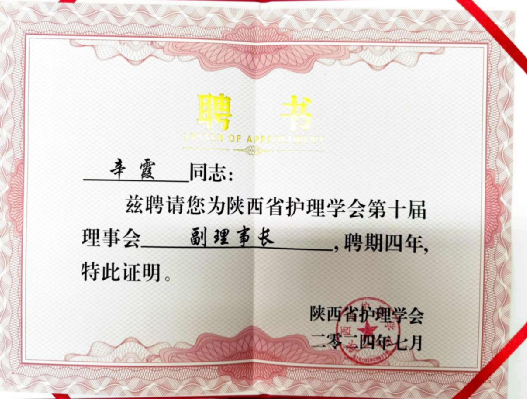 聘书
辛霞 同志：
兹聘请您为陕西省护理学会第十届
理事会 副理事长 ，聘期四年，
特此证明。
陕西省护理学会
二零二四年七月